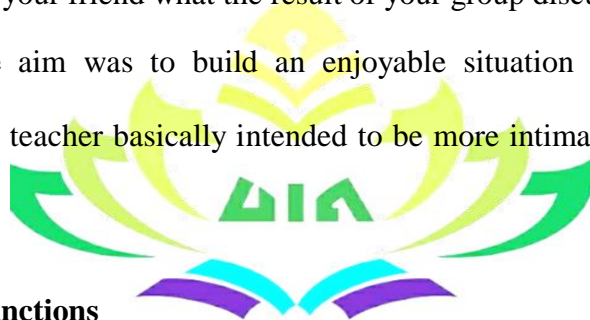 your friend what the result of your group disc
aim was to build an enjoyable situation
teacher basically intended to be more intima
UIN
nctions